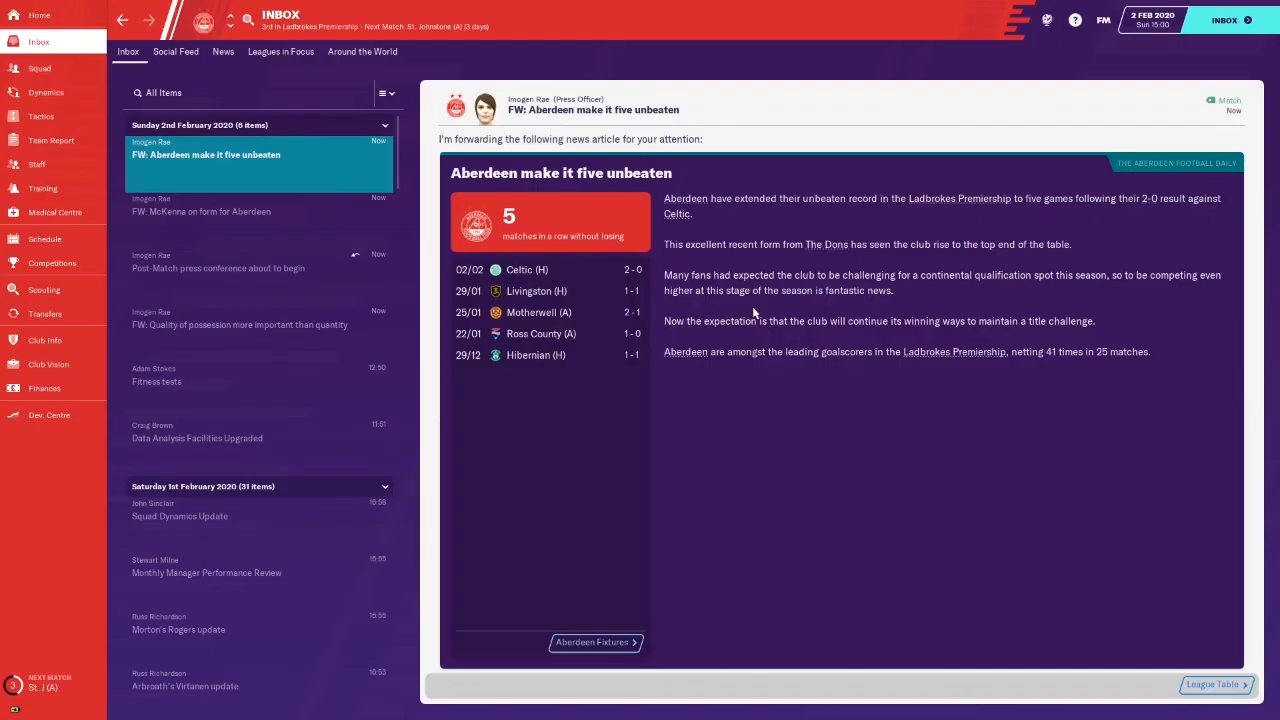 Home
Inbox
Squad
Dynamics
Tactics
Team Report
Staff
Training
Medical Centre
Schedule
Competitions
Scouting
Transfers
Club Info
Club Vision
Finances
Dev. Centre
3
NEXT MATCH
St. J (A)
INBOX
3rd in Ladbrokes Premiership - Next Match: St. Johnstone (A) (3 days)
?
FM
2 FEB 2020
Sun 15:00
INBOX
Inbox Social Feed News Leagues in Focus Around the World
All Items
Sunday 2nd February 2020 (6 items)
Imogen Rae Now
FW: Aberdeen make it five unbeaten
Imogen Rae Now
FW: McKenna on form for Aberdeen
Imogen Rae Now
Post-Match press conference about to begin
Imogen Rae Now
FW: Quality of possession more important than quantity
Adam Stokes 12:50
Fitness tests
Craig Brown 11:51
Data Analysis Facilities Upgraded
Saturday 1st February 2020 (31 items)
John Sinclair 16:58
Squad Dynamics Update
Stewart Milne 16:55
Monthly Manager Performance Review
Russ Richardson 16:55
Morton's Rogers update
Russ Richardson 16:53
Arbroath's Virtanen update
Imogen Rae (Press Officer)
FW: Aberdeen make it five unbeaten
Match
Now
I'm forwarding the following news article for your attention:
THE ABERDEEN FOOTBALL DAILY
Aberdeen make it five unbeaten
5
matches in a row without losing
02/02 Celtic (H) 2 - 0
29/01 Livingston (H) 1 - 1
25/01 Motherwell (A) 2 - 1
22/01 Ross County (A) 1 - 0
29/12 Hibernian (H) 1 - 1
Aberdeen Fixtures
Aberdeen have extended their unbeaten record in the Ladbrokes Premiership to five games following their 2-0 result against
Celtic.
This excellent recent form from The Dons has seen the club rise to the top end of the table.
Many fans had expected the club to be challenging for a continental qualification spot this season, so to be competing even
higher at this stage of the season is fantastic news.
Now the expectation is that the club will continue its winning ways to maintain a title challenge.
Aberdeen are amongst the leading goalscorers in the Ladbrokes Premiership, netting 41 times in 25 matches.
League Table